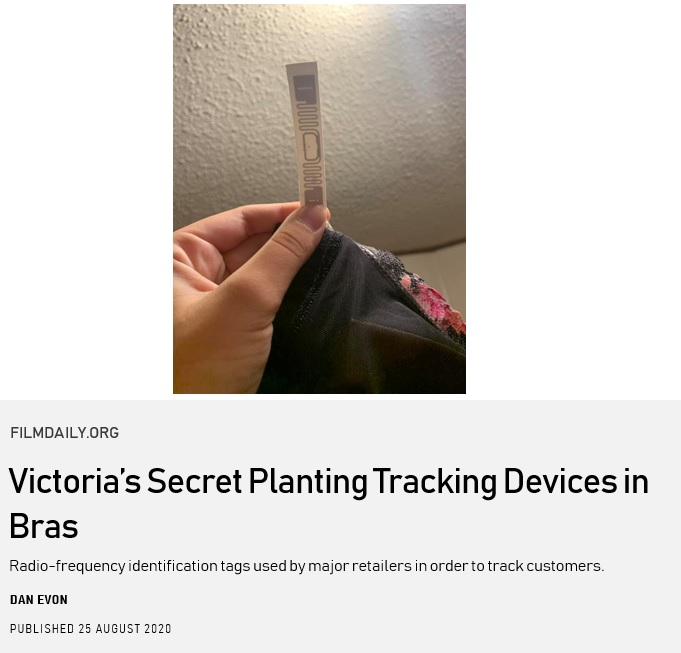 FILMDAILY.ORG
Victoria's Secret Planting Tracking Devices in
Bras
Radio-frequency identification tags used by major retailers in order to track customers.
DAN EVON
PUBLISHED 25 AUGUST 2020